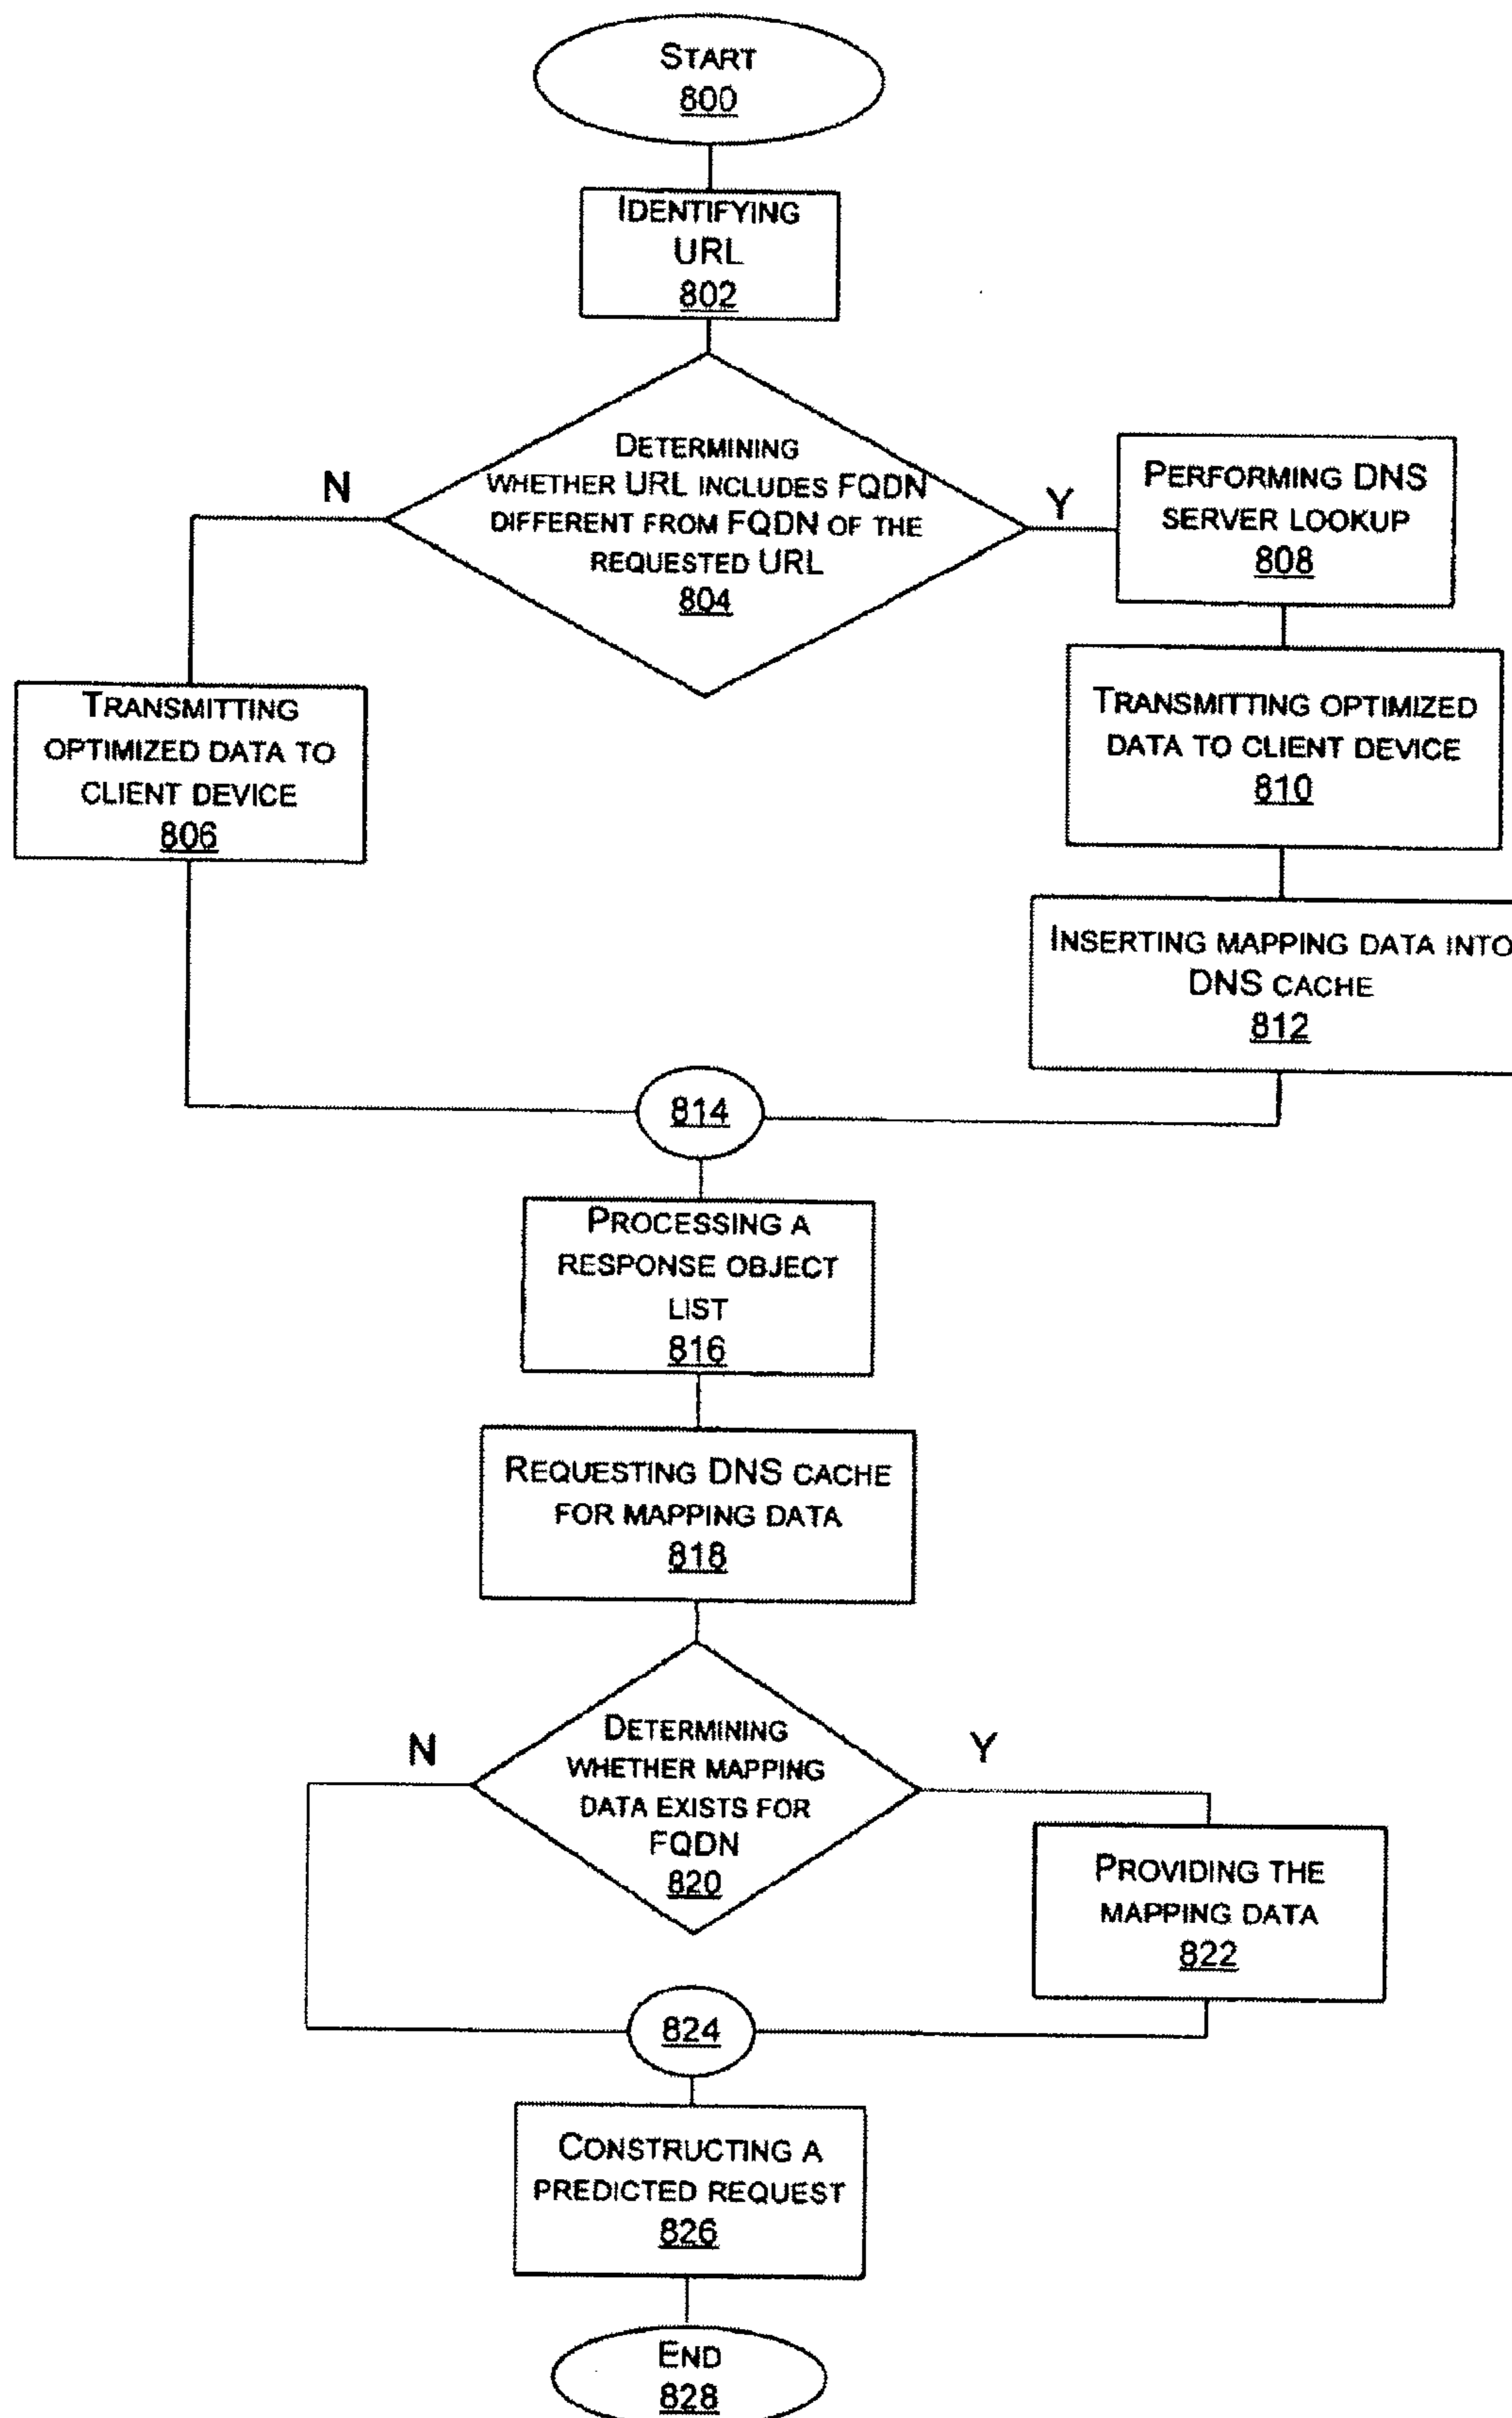 START
800
IDENTIFYING
URL
802
DETERMINING
WHETHER URL INCLUDES FQDN
DIFFERENT FROM FQDN OF THE
REQUESTED URL
804
N
Y
PERFORMING DNS
SERVER LOOKUP
808
TRANSMITTING
OPTIMIZED DATA TO
CLIENT DEVICE
806
TRANSMITTING OPTIMIZED
DATA TO CLIENT DEVICE
810
INSERTING MAPPING DATA INTO
DNS CACHE
812
814
PROCESSING A
RESPONSE OBJECT
LIST
816
REQUESTING DNS CACHE
FOR MAPPING DATA
818
DETERMINING
WHETHER MAPPING
DATA EXISTS FOR
FQDN
820
N
Y
PROVIDING THE
MAPPING DATA
822
824
CONSTRUCTING A
PREDICTED REQUEST
826
END
828